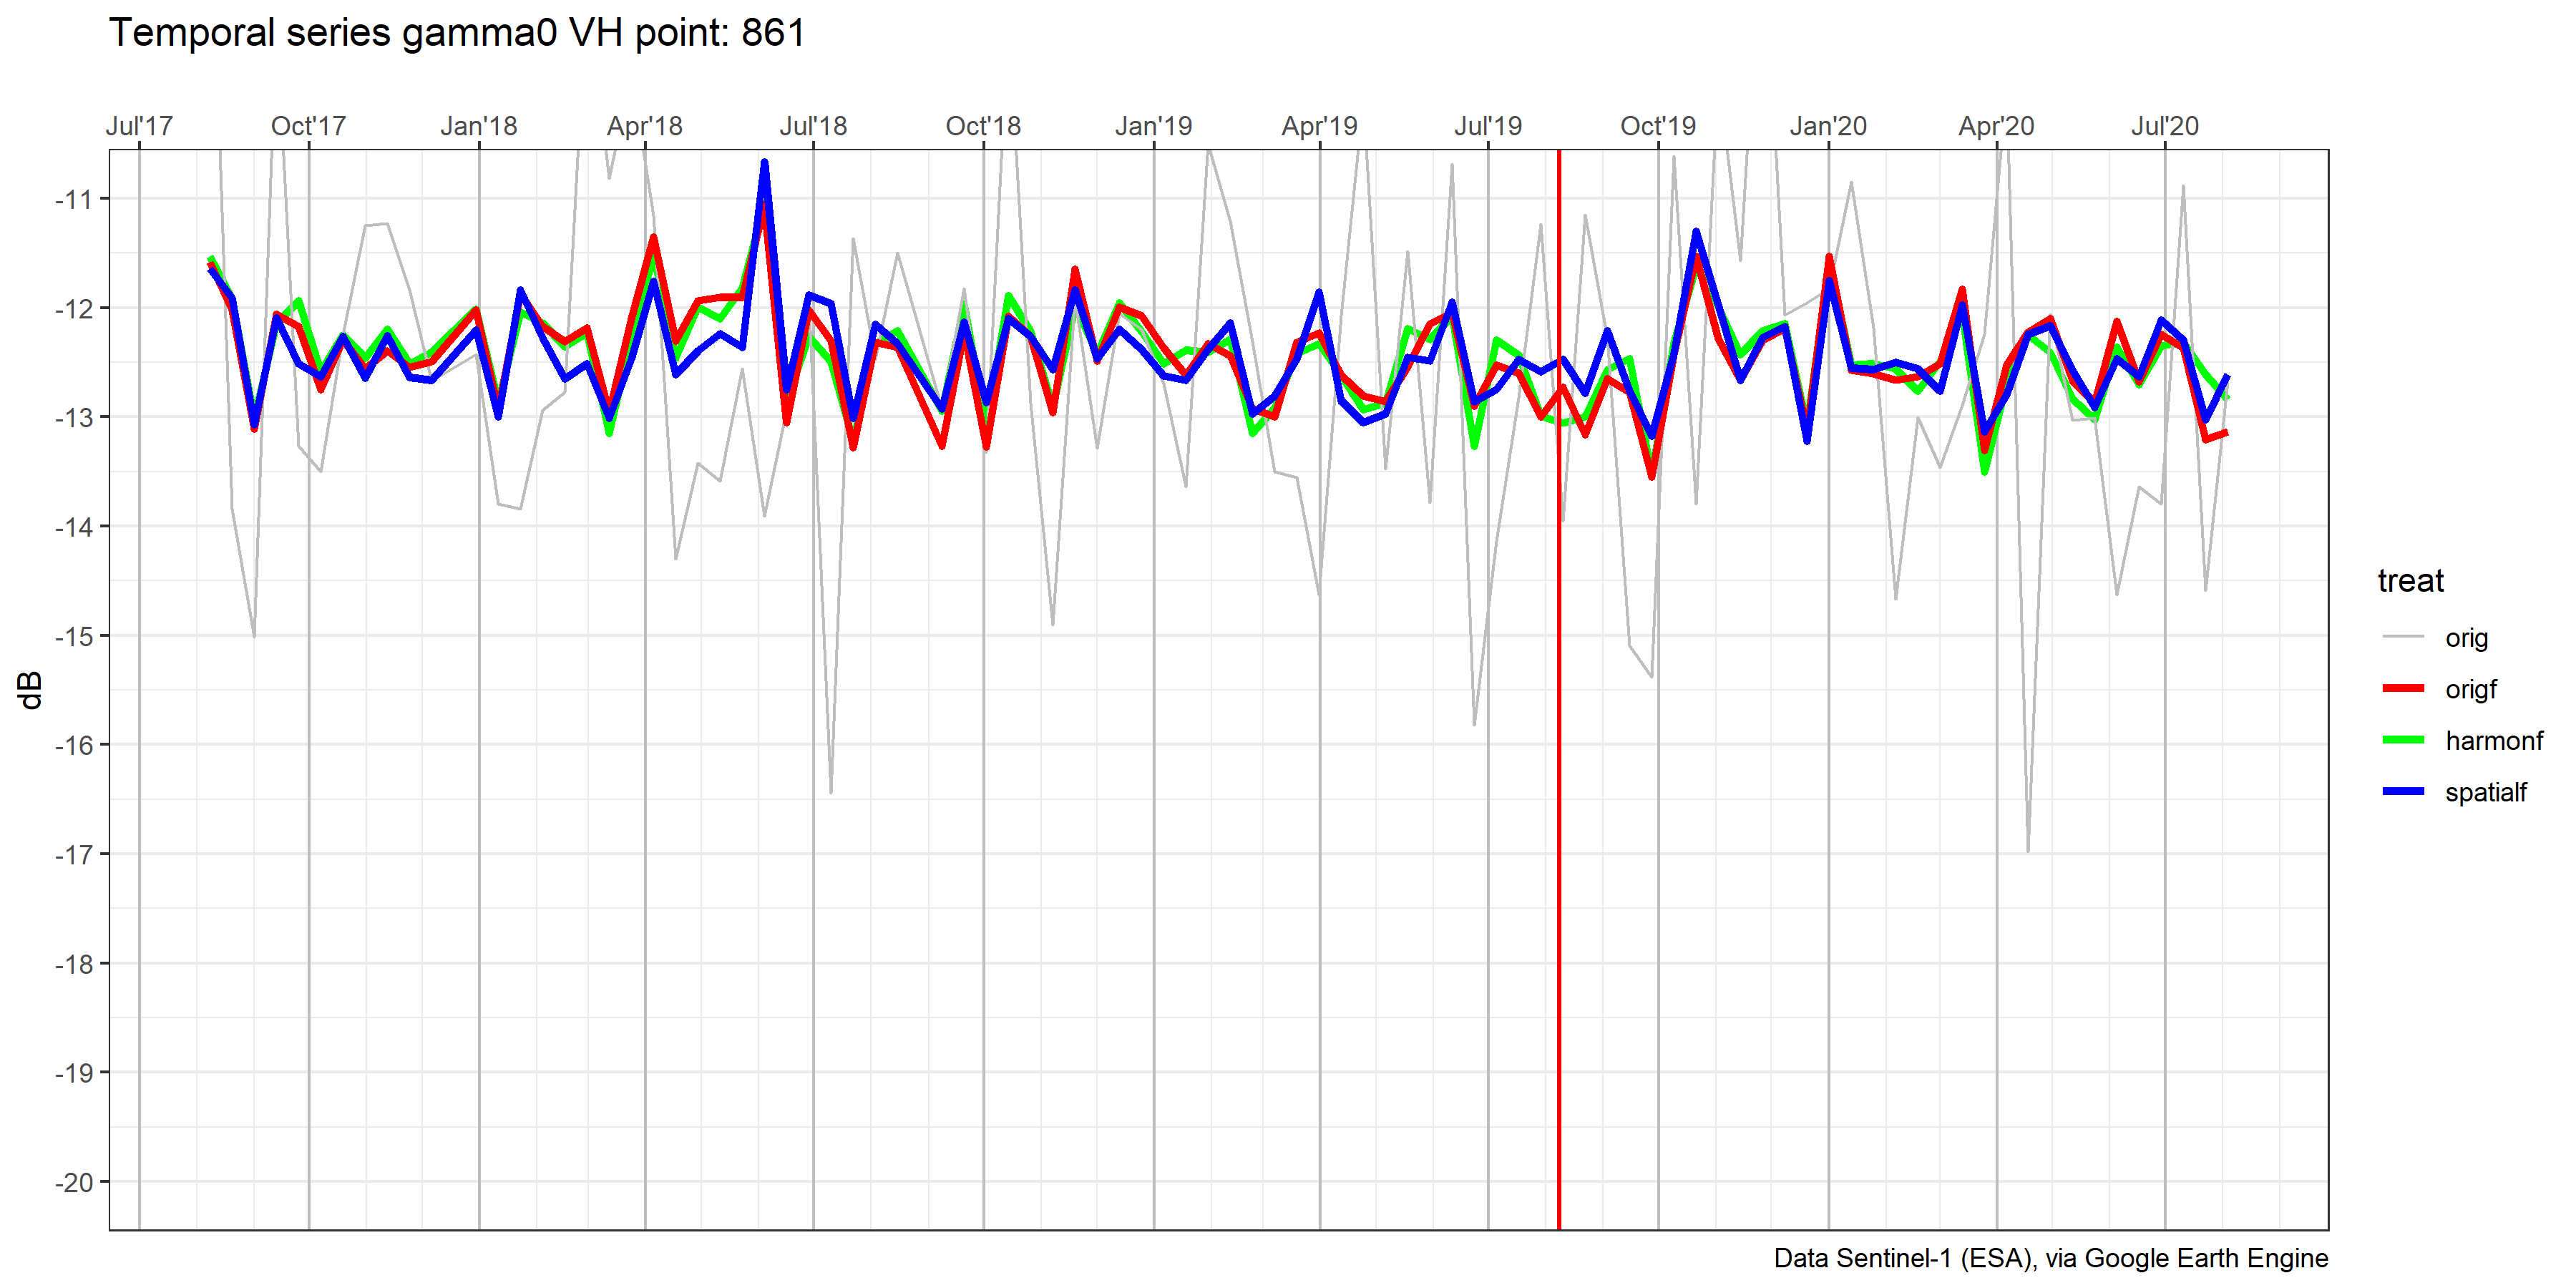 Temporal series gamma0 VH point: 861
Jul'17 Oct'17 Jan'18 Apr'18 Jul'18 Oct'18 Jan'19 Apr'19 Jul'19 Oct'19 Jan'20 Apr'20 Jul'20
-11
-12
-13
-14
-15
-16
-17
-18
-19
-20
dB
treat
orig
origf
harmonf
spatialf
Data Sentinel-1 (ESA), via Google Earth Engine